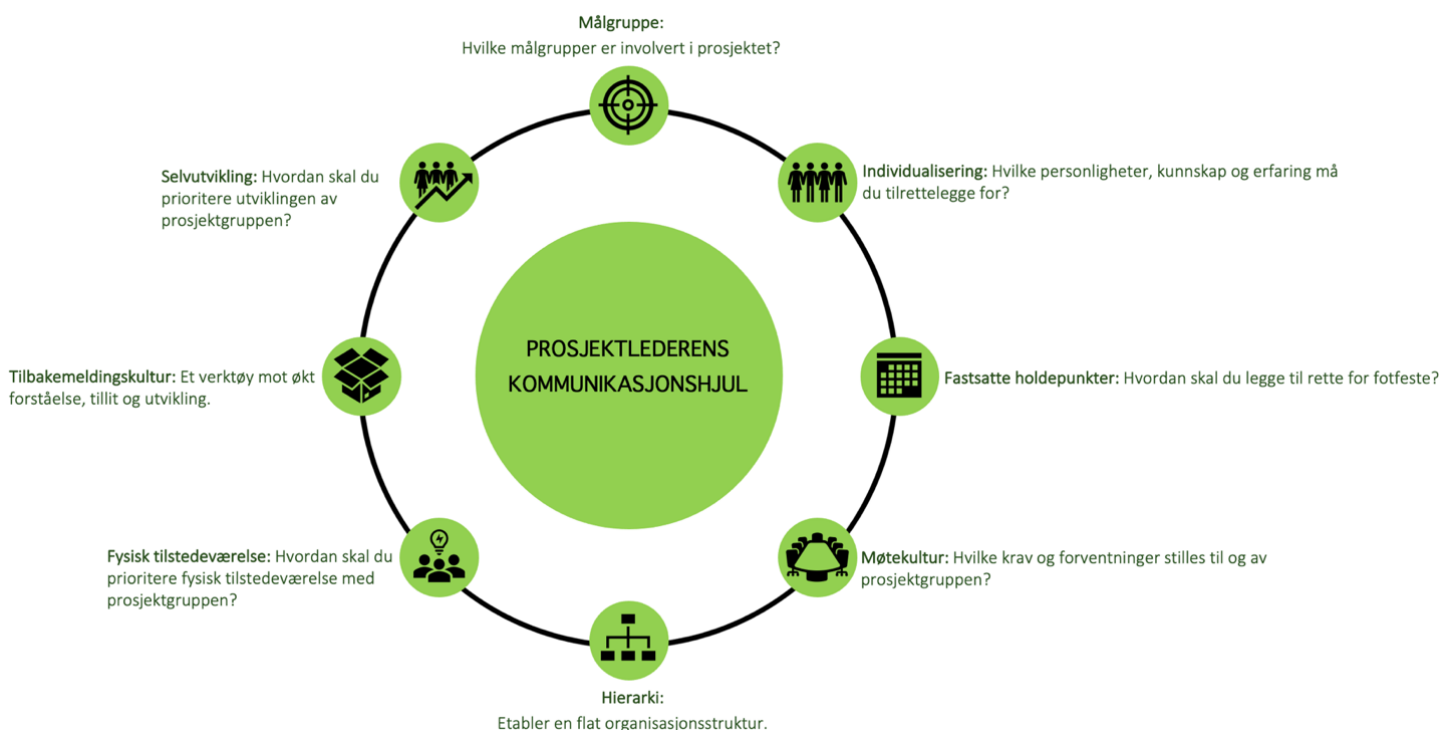 Målgruppe:
Hvilke målgrupper er involvert i prosjektet?
Individualisering: Hvilke personligheter, kunnskap og erfaring må
du tilrettelegge for?
Fastsatte holdepunkter: Hvordan skal du legge til rette for fotfeste?
Møtekultur: Hvilke krav og forventninger stilles til og av
prosjektgruppen?
Hierarki:
Etabler en flat organisasjonsstruktur.
Fysisk tilstedeværelse: Hvordan skal du
prioritere fysisk tilstedeværelse med
prosjektgruppen?
Tilbakemeldingskultur: Et verktøy mot økt
forståelse, tillit og utvikling.
Selvutvikling: Hvordan skal du
prioritere utviklingen av
prosjektgruppen?
PROSJEKTLEDERENS
KOMMUNIKASJONSHJUL